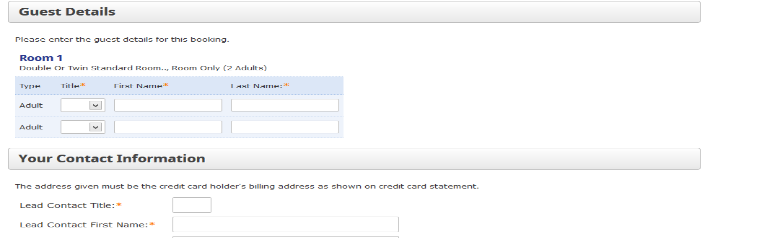 Guest Details
Please enter the guest details for this booking.
Room 1
Double Or Twin Standard Room.., Room Only (2 Adults)
Type Title* First Name* Last Name:*
Adult
Adult
Your Contact Information
The address given must be the credit card holder's billing address as shown on credit card statement.
Lead Contact Title:*
Lead Contact First Name:*